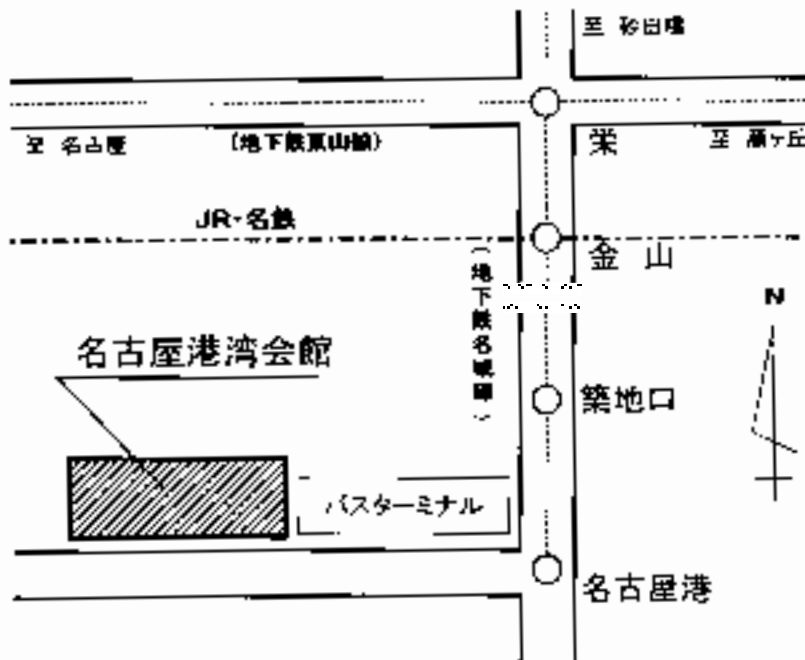 至 砂田橋
至 名古屋
(地下鉄東山線)
栄
至 藤ヶ丘
JR・名鉄
金 山
(地下鉄名城線)
N
名古屋港湾会館
築地口
バスターミナル
名古屋港